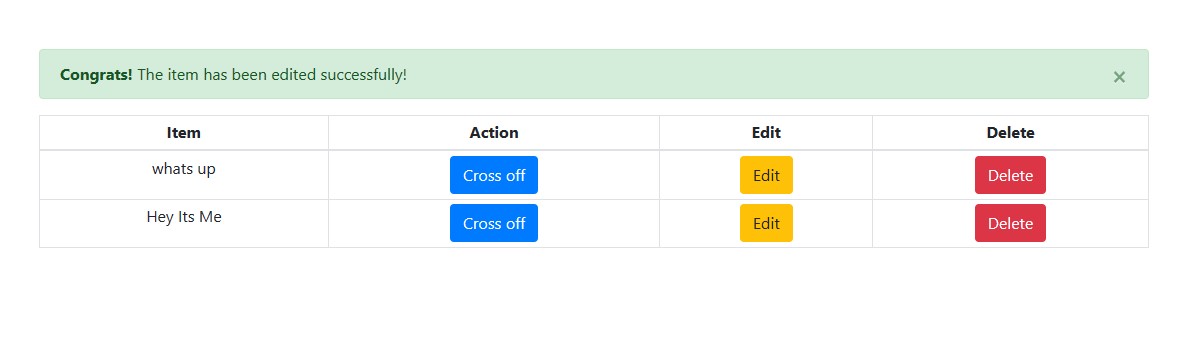 Congrats! The item has been edited successfully! ×
Item Action Edit Delete
whats up Cross off Edit Delete
Hey Its Me Cross off Edit Delete